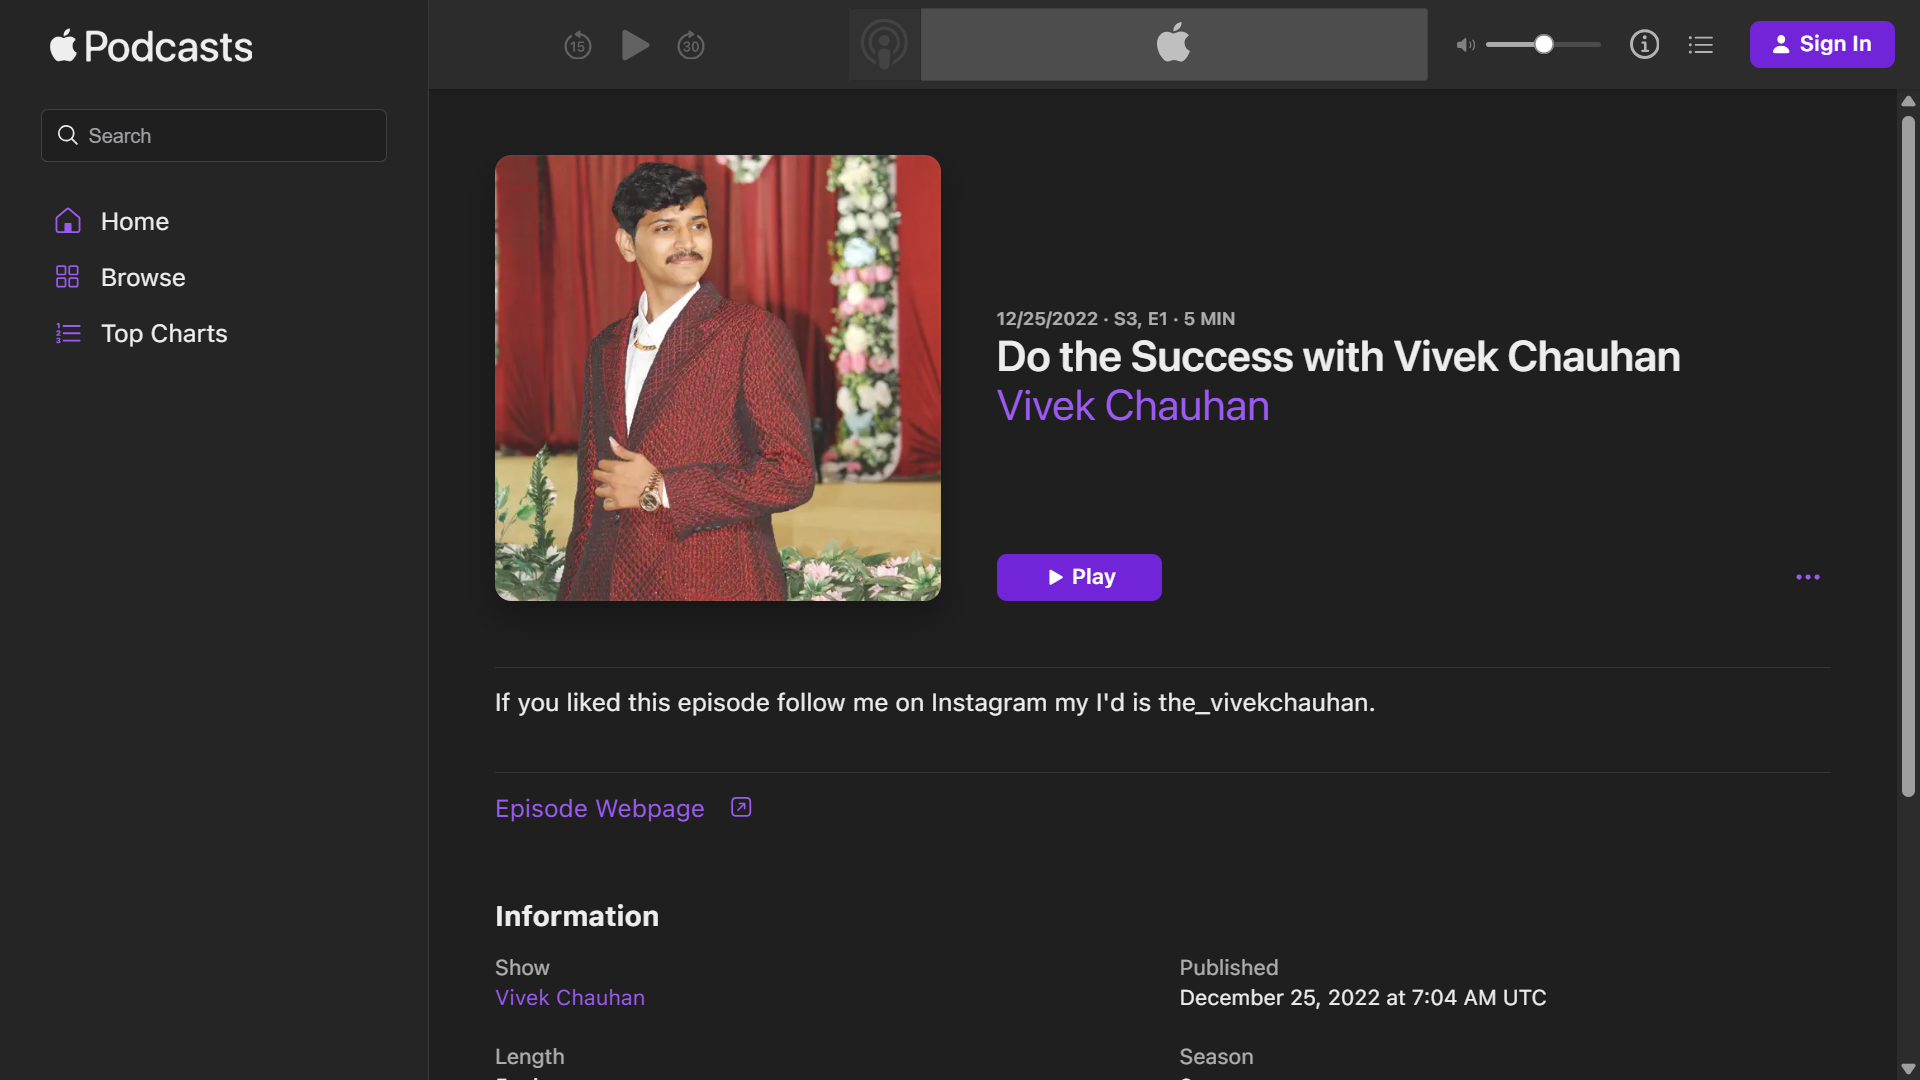 Podcasts
Search
Home
Browse
Top Charts
15
30
Sign In
12/25/2022 · S3, E1 · 5 MIN
Do the Success with Vivek Chauhan
Vivek Chauhan
Play
If you liked this episode follow me on Instagram my I'd is the_vivekchauhan.
Episode Webpage
Information
Show
Vivek Chauhan
Published
December 25, 2022 at 7:04 AM UTC
Length
Season